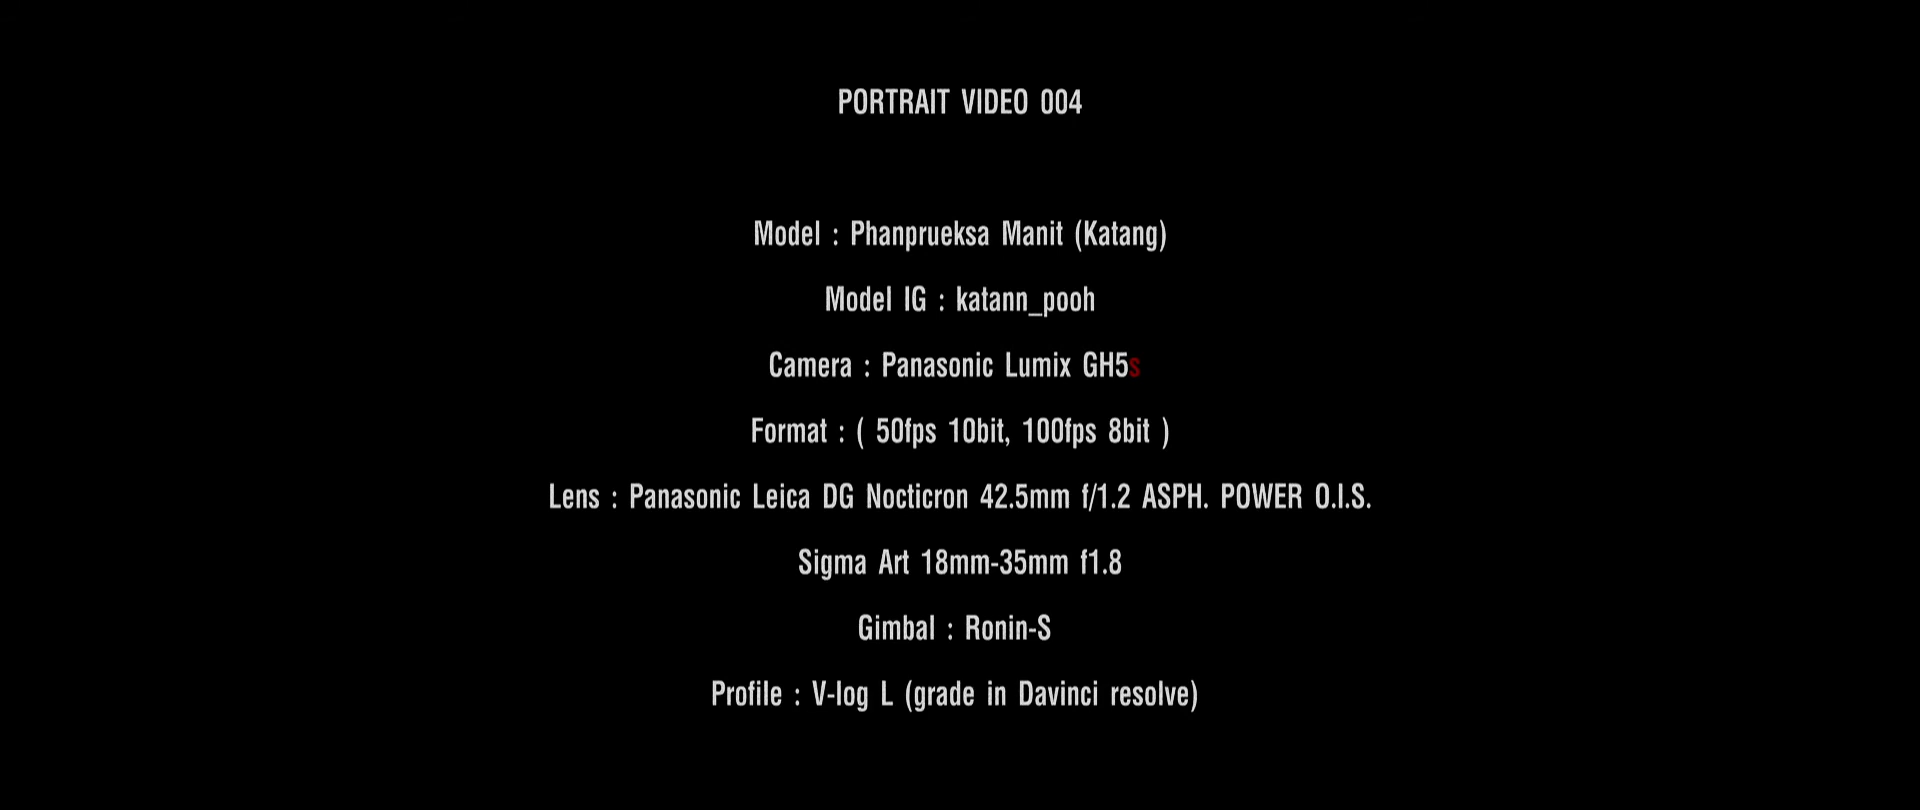 PORTRAIT VIDEO 004
Model : Phanprueksa Manit (Katang)
Model IG : katann_pooh
Camera : Panasonic Lumix GH5s
Format : ( 50fps 10bit, 100fps 8bit )
Lens : Panasonic Leica DG Nocticron 42.5mm f/1.2 ASPH. POWER O.I.S.
Sigma Art 18mm-35mm f1.8
Gimbal : Ronin-S
Profile : V-log L (grade in Davinci resolve)